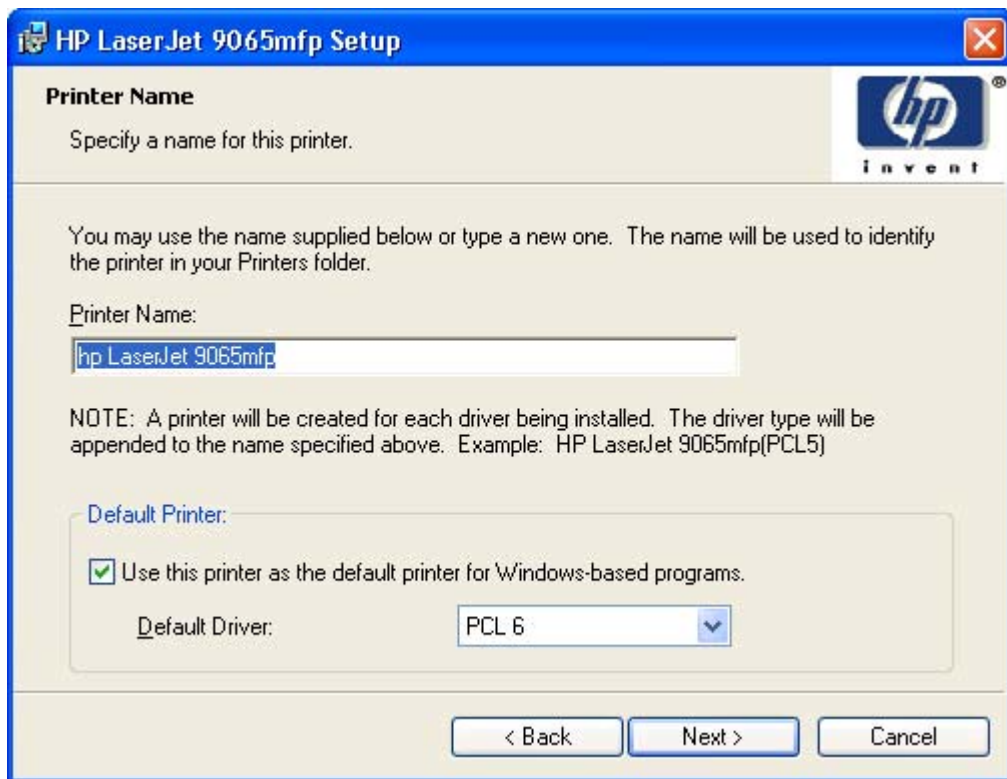 HP LaserJet 9065mfp Setup
Printer Name
Specify a name for this printer.
hp ®
invent
You may use the name supplied below or type a new one. The name will be used to identify
the printer in your Printers folder.
Printer Name:
hp LaserJet 9065mfp
NOTE: A printer will be created for each driver being installed. The driver type will be
appended to the name specified above. Example: HP LaserJet 9065mfp(PCL5)
Default Printer:
Use this printer as the default printer for Windows-based programs.
Default Driver: PCL 6
< Back Next > Cancel